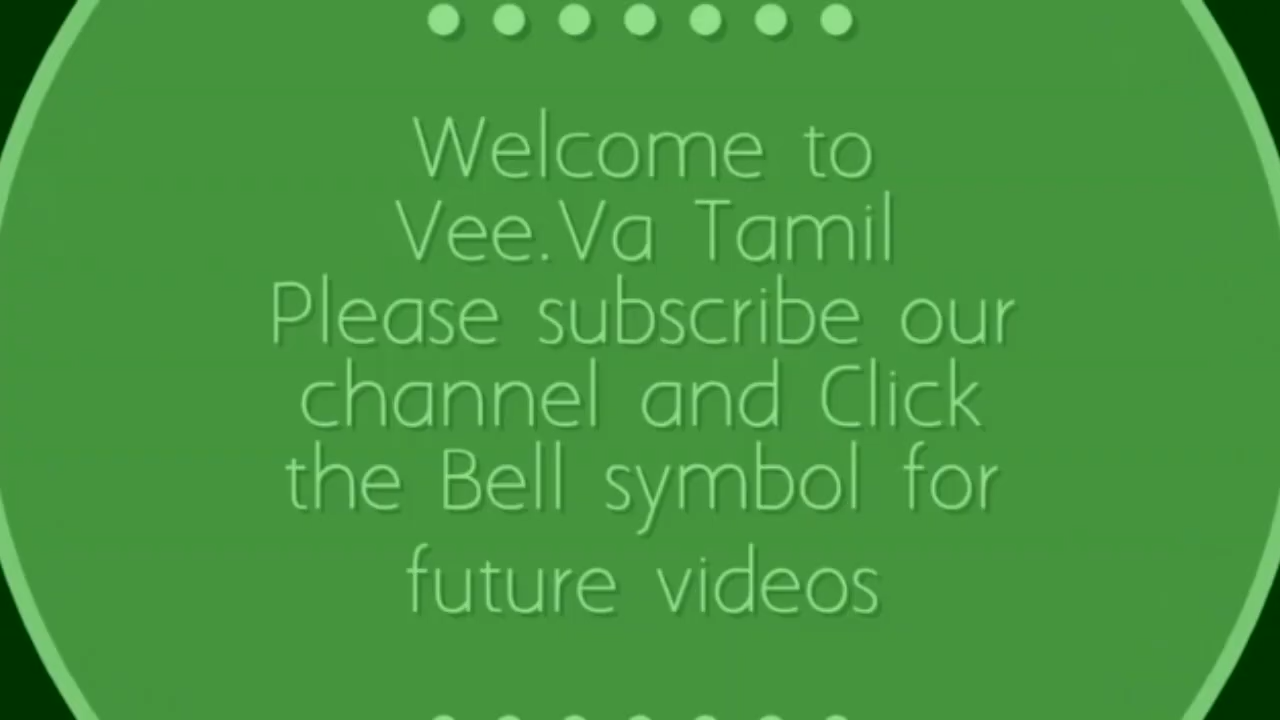 Welcome to
Vee.Va Tamil
Please subscribe our
channel and Click
the Bell symbol for
future videos